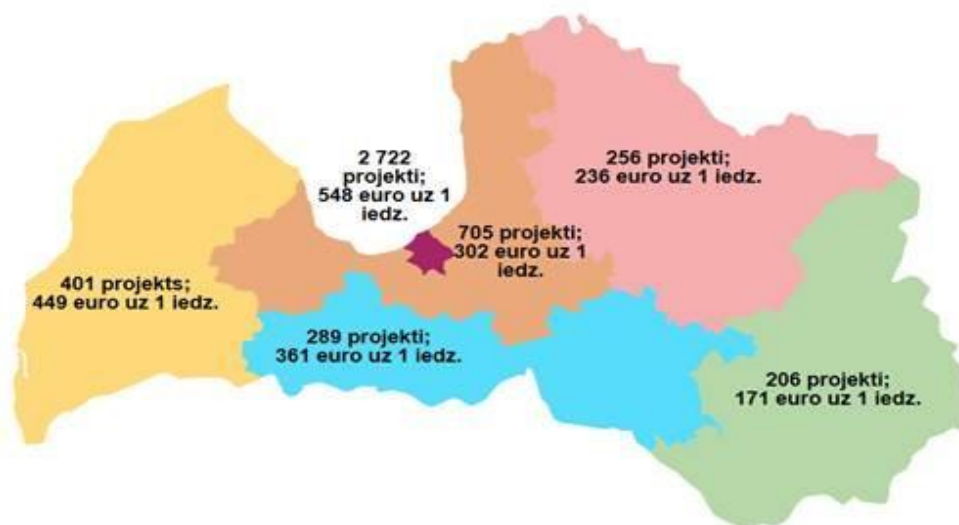 2 722
projekti;
548 euro uz 1
iedz.
256 projekti;
236 euro uz 1 iedz.
705 projekti;
302 euro uz 1
iedz.
401 projekts;
449 euro uz 1 iedz.
289 projekti;
361 euro uz 1 iedz.
206 projekti;
171 euro uz 1 iedz.